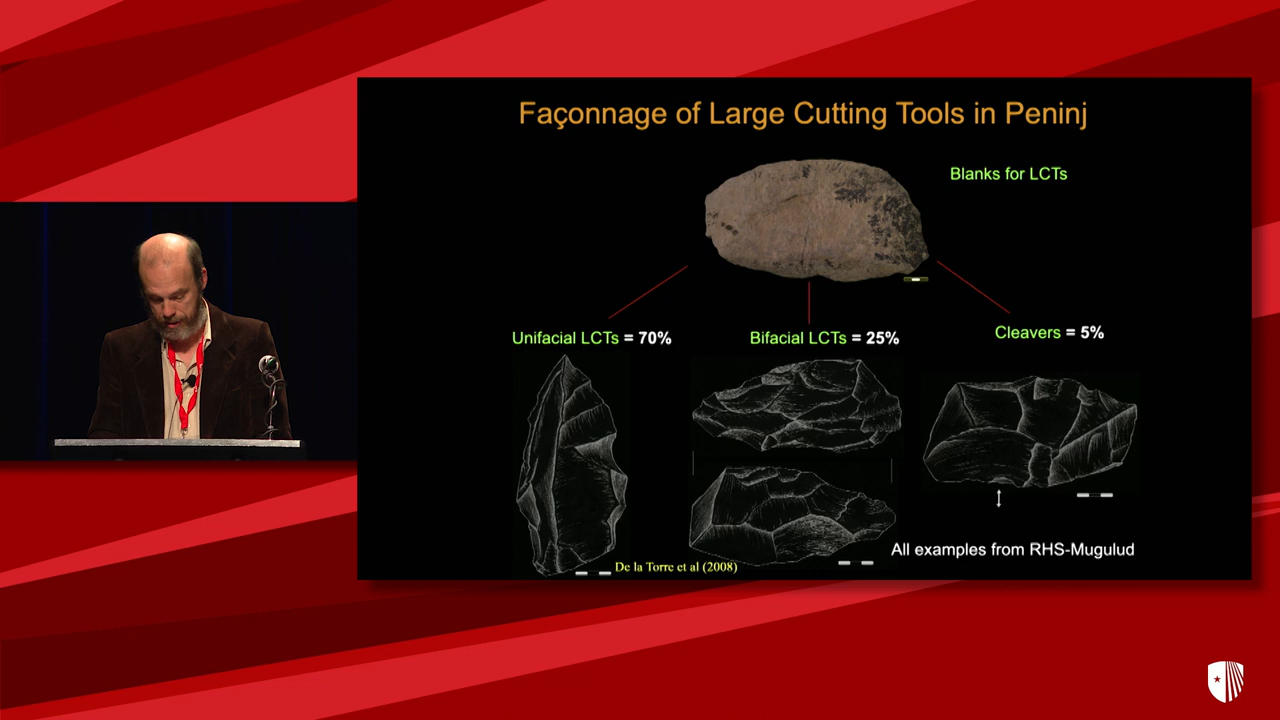 Façonnage of Large Cutting Tools in Peninj
Blanks for LCTs
Unifacial LCTs = 70%
Bifacial LCTs = 25%
Cleavers = 5%
All examples from RHS-Mugulud
De la Torre et al (2008)